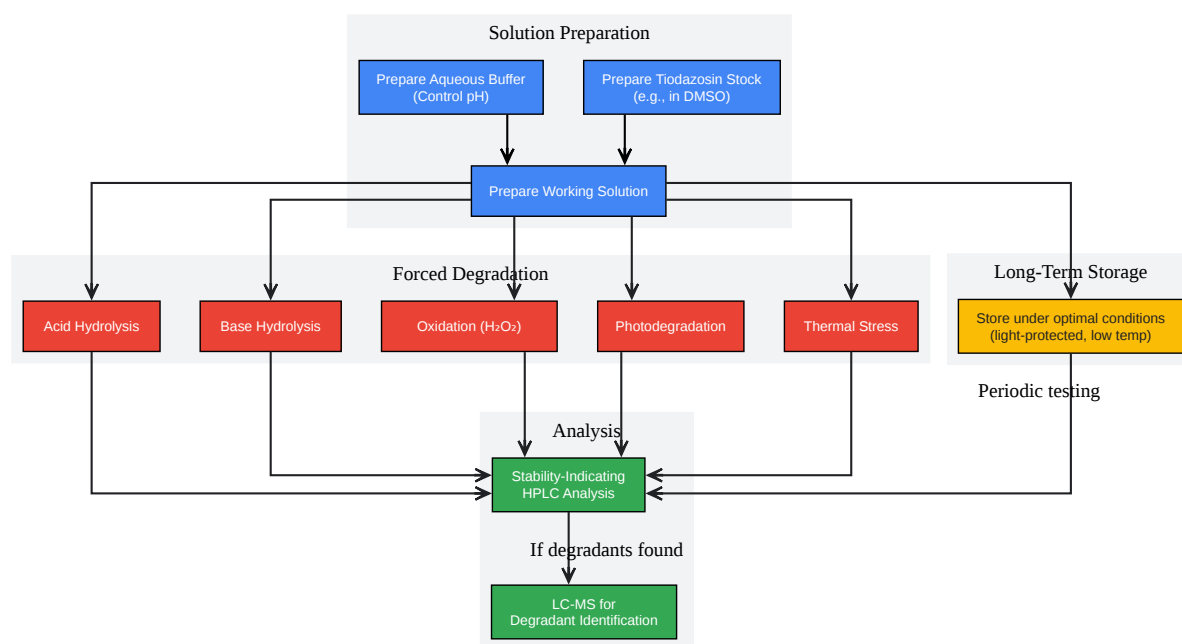 Solution Preparation
Prepare Aqueous Buffer
(Control pH)
Prepare Tiodazosin Stock
(e.g., in DMSO)
Prepare Working Solution
Forced Degradation
Long-Term Storage
Acid Hydrolysis
Base Hydrolysis
Oxidation (H₂O₂)
Photodegradation
Thermal Stress
Store under optimal conditions
(light-protected, low temp)
Periodic testing
Analysis
Stability-Indicating
HPLC Analysis
If degradants found
LC-MS for
Degradant Identification